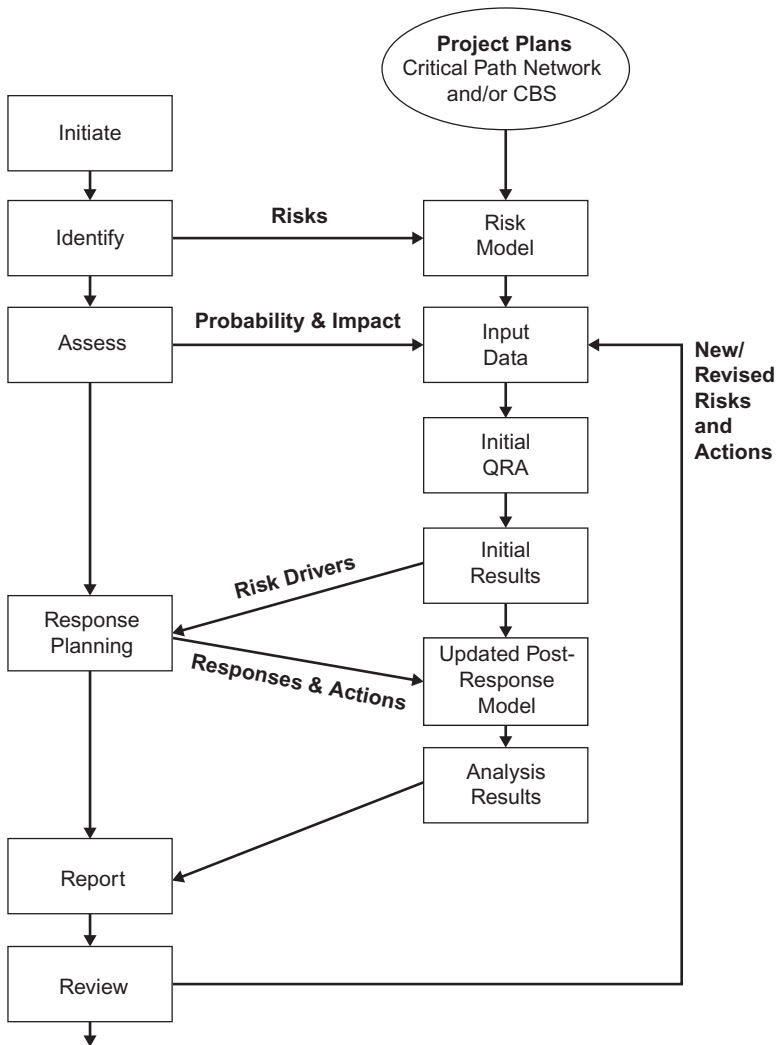 Project Plans
Critical Path Network
and/or CBS
Initiate
Identify
Risks
Risk
Model
Assess
Probability & Impact
Input
Data
New/
Revised
Risks
and
Actions
Initial
QRA
Initial
Results
Risk Drivers
Response
Planning
Responses & Actions
Updated Post-
Response
Model
Analysis
Results
Report
Review